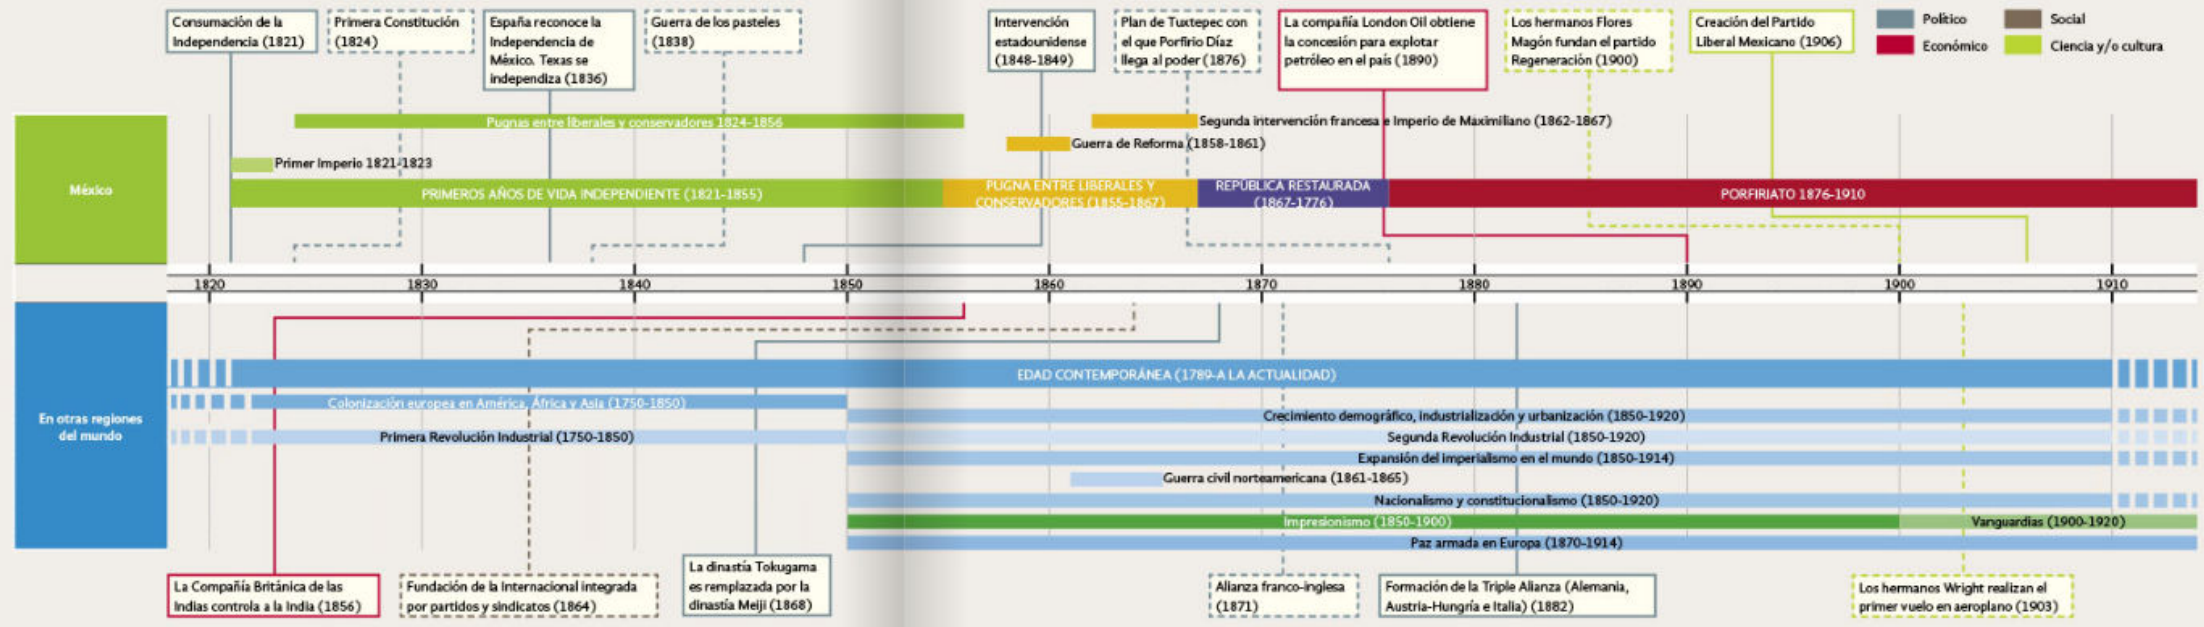 Consumación de la
Independencia (1821)
Primera Constitución
(1824)
España reconoce la
Independencia de
México. Texas se
independiza (1836)
Guerra de los pasteles
(1838)
Intervención
estadounidense
(1848-1849)
Plan de Tuxtepec con
el que Porfirio Díaz
llega al poder (1876)
La compañía London Oil obtiene
la concesión para explotar
petróleo en el país (1890)
Los hermanos Flores
Magón fundan el partido
Regeneración (1900)
Creación del Partido
Liberal Mexicano (1906)
Político
Económico
Social
Ciencia y/o cultura
México
Pugnas entre liberales y conservadores 1824-1856
Segunda intervención francesa e Imperio de Maximiliano (1862-1867)
Guerra de Reforma (1858-1861)
Primer Imperio 1821-1823
PRIMEROS AÑOS DE VIDA INDEPENDIENTE (1821-1855)
PUGNA ENTRE LIBERALES Y
CONSERVADORES (1855-1867)
REPÚBLICA RESTAURADA
(1867-1776)
PORFIRIATO 1876-1910
1820 1830 1840 1850 1860 1870 1880 1890 1900 1910
En otras regiones
del mundo
EDAD CONTEMPORÁNEA (1789-A LA ACTUALIDAD)
Colonización europea en América, África y Asia (1750-1850)
Crecimiento demográfico, industrialización y urbanización (1850-1920)
Primera Revolución Industrial (1750-1850)
Segunda Revolución Industrial (1850-1920)
Expansión del imperialismo en el mundo (1850-1914)
Guerra civil norteamericana (1861-1865)
Nacionalismo y constitucionalismo (1850-1920)
Impresionismo (1850-1900)
Vanguardias (1900-1920)
Paz armada en Europa (1870-1914)
La Compañía Británica de las
Indias controla a la India (1856)
Fundación de la Internacional integrada
por partidos y sindicatos (1864)
La dinastía Tokugama
es remplazada por la
dinastía Meiji (1868)
Alianza franco-inglesa
(1871)
Formación de la Triple Alianza (Alemania,
Austria-Hungría e Italia) (1882)
Los hermanos Wright realizan el
primer vuelo en aeroplano (1903)